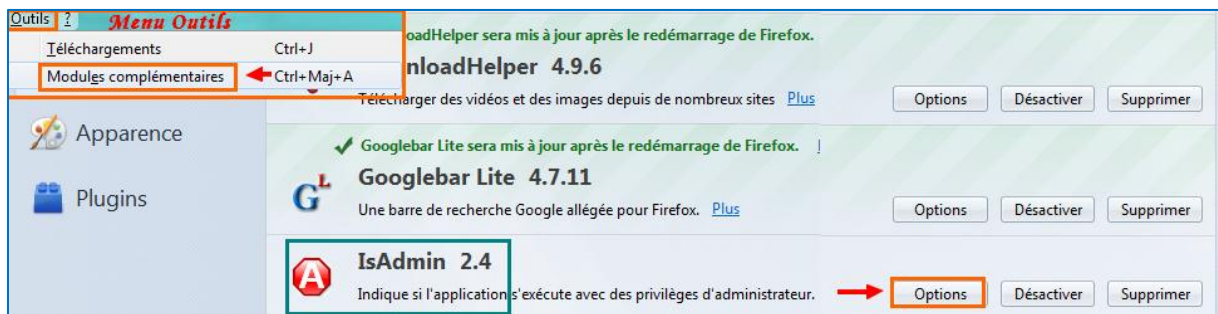 Outils ? Menu Outils
Téléchargements Ctrl+J
Modules complémentaires Ctrl+Maj+A
Apparence
Plugins
oadHelper sera mis à jour après le redémarrage de Firefox.
nloadHelper 4.9.6
Télécharger des vidéos et des images depuis de nombreux sites Plus
Options Désactiver Supprimer
Googlebar Lite sera mis à jour après le redémarrage de Firefox.
Googlebar Lite 4.7.11
Une barre de recherche Google allégée pour Firefox. Plus
Options Désactiver Supprimer
IsAdmin 2.4
Indique si l'application s'exécute avec des privilèges d'administrateur.
Options Désactiver Supprimer